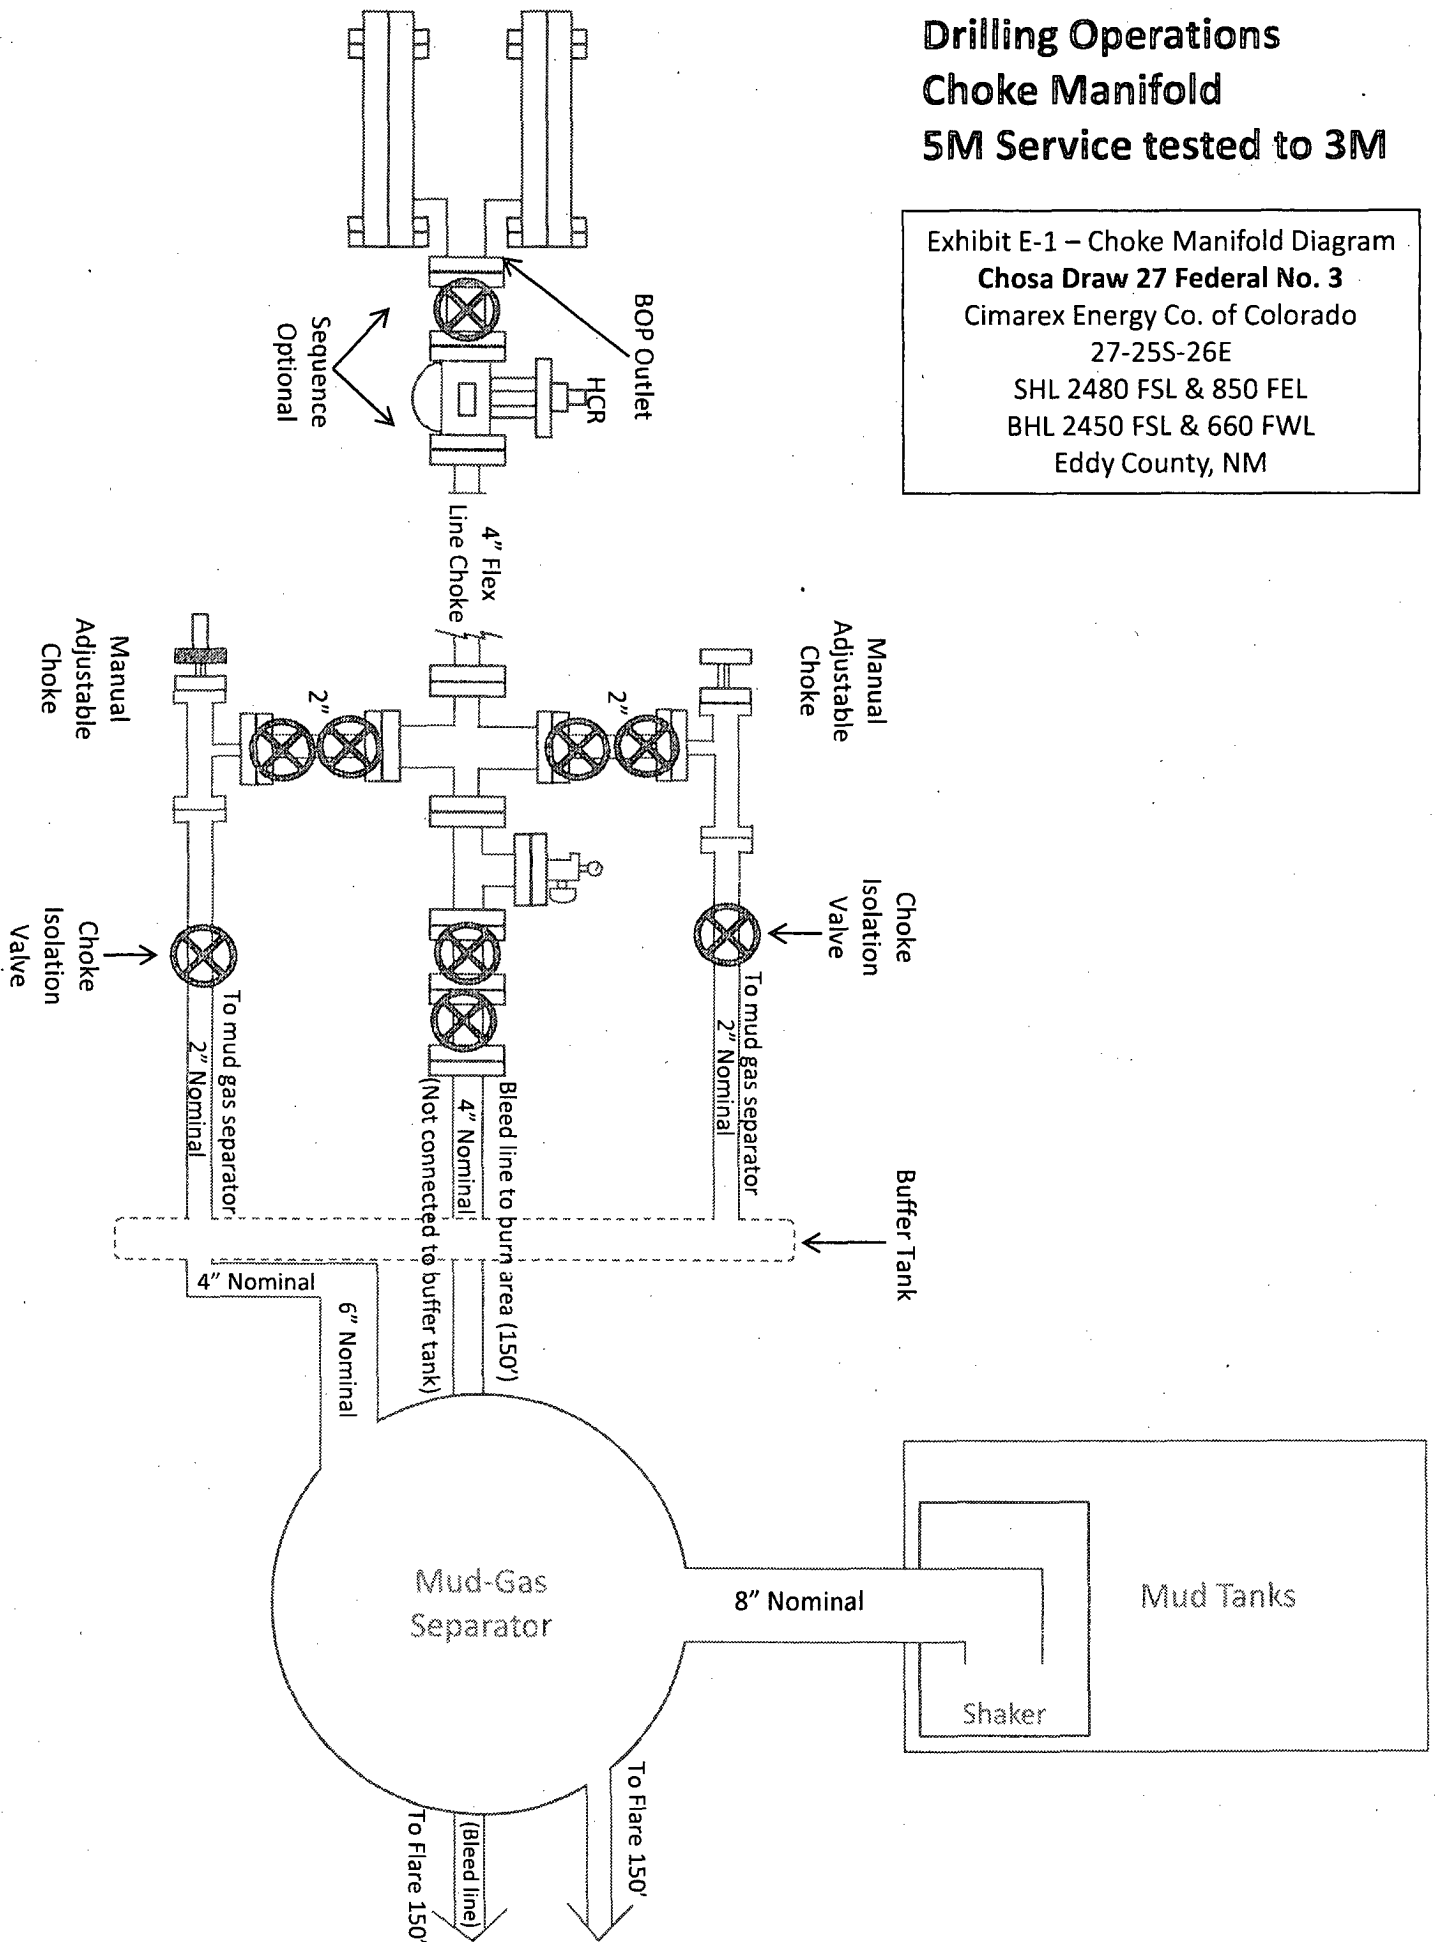 Drilling Operations
Choke Manifold
5M Service tested to 3M
Exhibit E-1 – Choke Manifold Diagram
Chosa Draw 27 Federal No. 3
Cimarex Energy Co. of Colorado
27-25S-26E
SHL 2480 FSL & 850 FEL
BHL 2450 FSL & 660 FWL
Eddy County, NM
BOP Outlet
HCR
Sequence
Optional
4” Flex
Line Choke
Manual
Adjustable
Choke
Manual
Adjustable
Choke
2”
2”
Choke
Isolation
Valve
Choke
Isolation
Valve
To mud gas separator
2” Nominal
To mud gas separator
2” Nominal
Bleed line to burn area (150’)
4” Nominal
(Not connected to buffer tank)
Buffer Tank
4” Nominal
6” Nominal
Mud-Gas
Separator
8” Nominal
Mud Tanks
Shaker
To Flare 150’
(Bleed line)
To Flare 150’